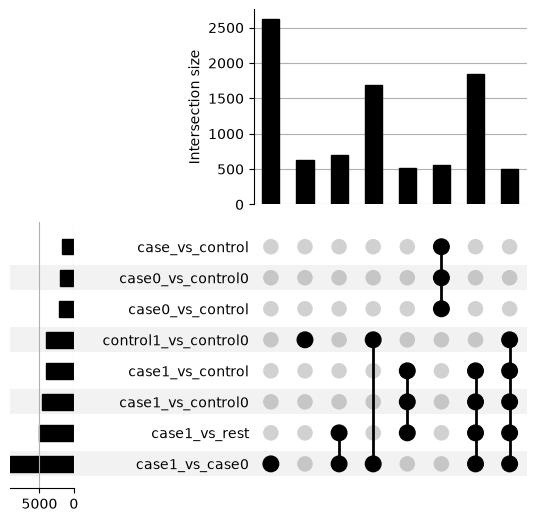 2500
2000
1500
1000
500
0
Intersection size
case_vs_control
case0_vs_control0
case0_vs_control
control1_vs_control0
case1_vs_control
case1_vs_control0
case1_vs_rest
case1_vs_case0
5000 0